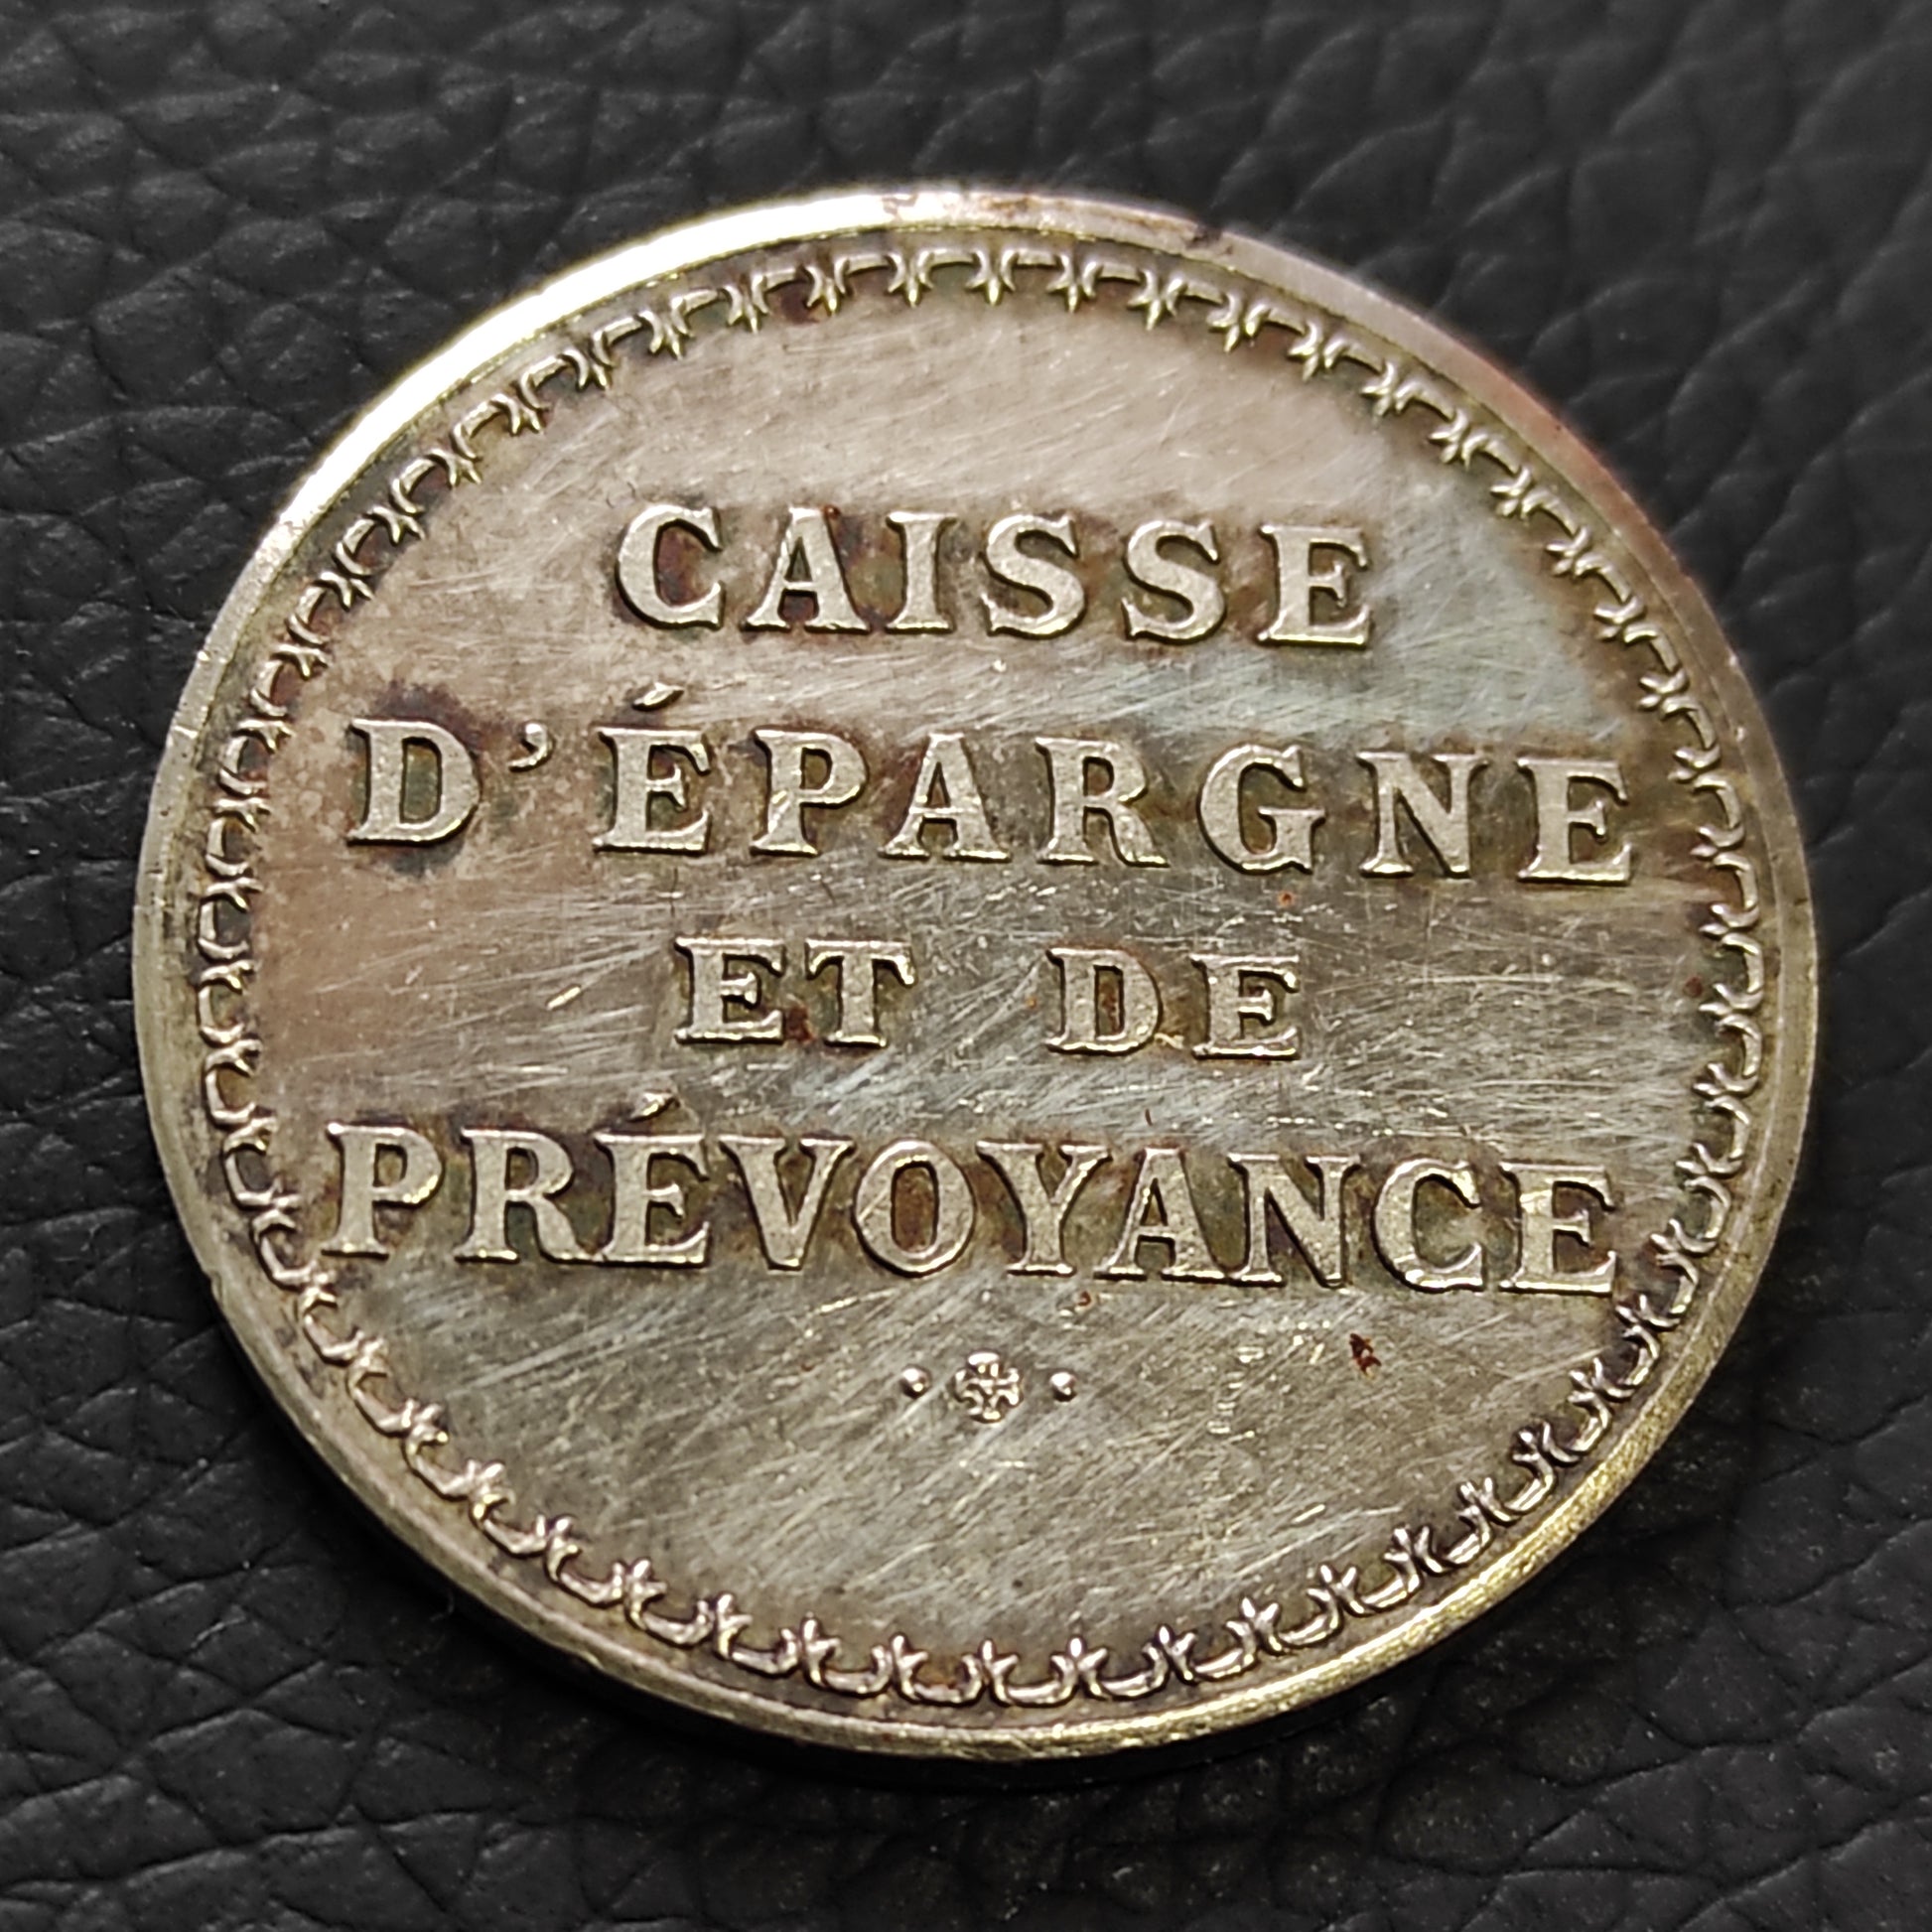 CAISSE
D'ÉPARGNE
ET DE
PRÉVOYANCE